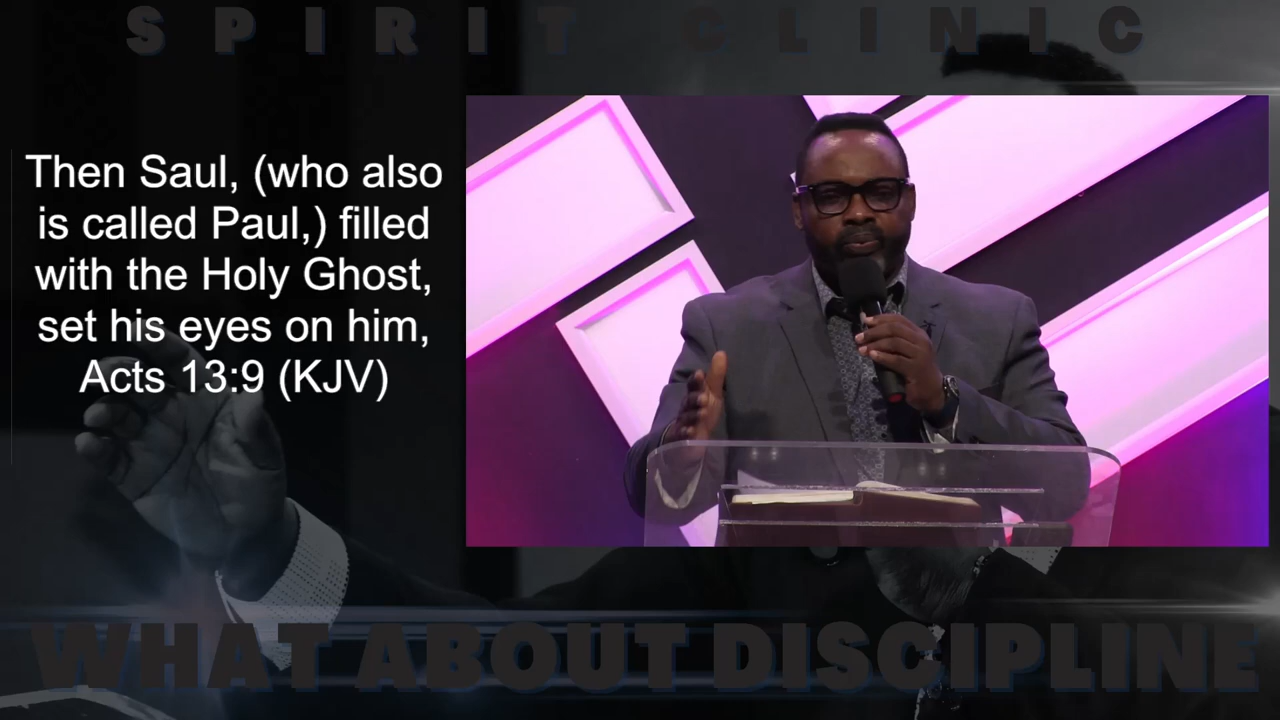 SPIRIT CLINIC
Then Saul, (who also
is called Paul,) filled
with the Holy Ghost,
set his eyes on him,
Acts 13:9 (KJV)
WHAT ABOUT DISCIPLINE